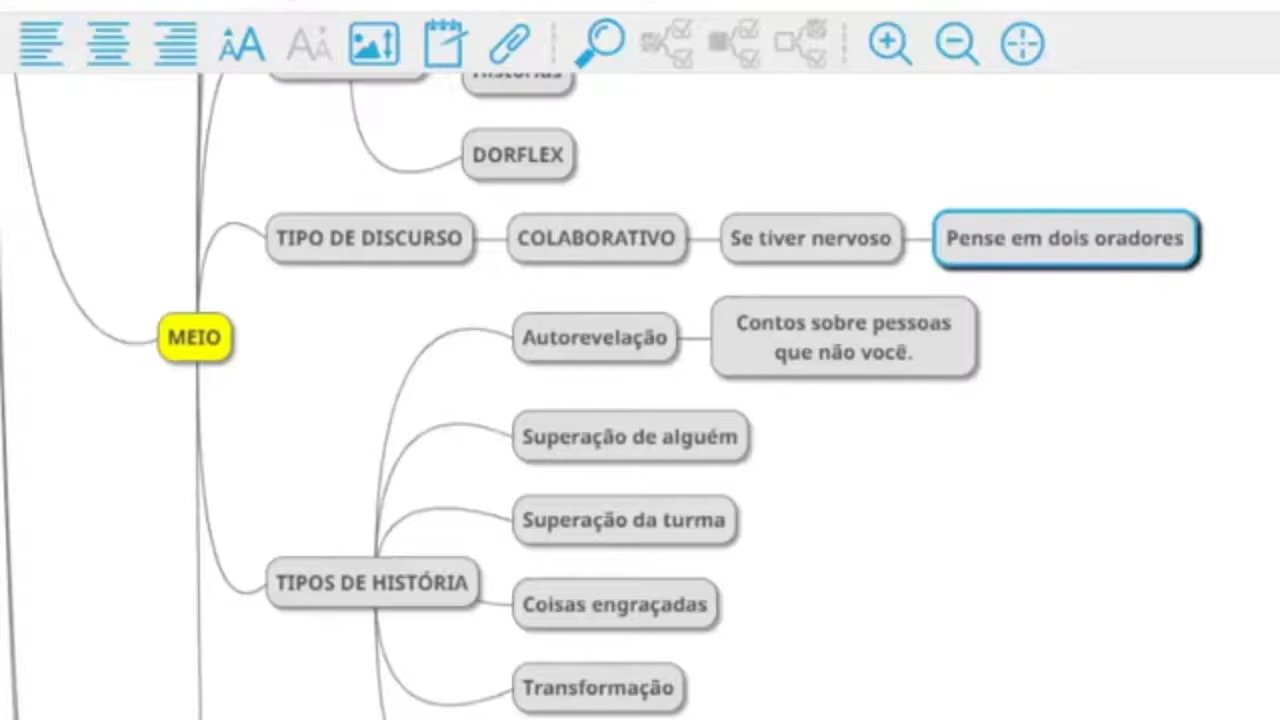 Histórias
DORFLEX
TIPO DE DISCURSO
COLABORATIVO
Se tiver nervoso
Pense em dois oradores
MEIO
Autorevelação
Contos sobre pessoas
que não você.
Superação de alguém
Superação da turma
TIPOS DE HISTÓRIA
Coisas engraçadas
Transformação